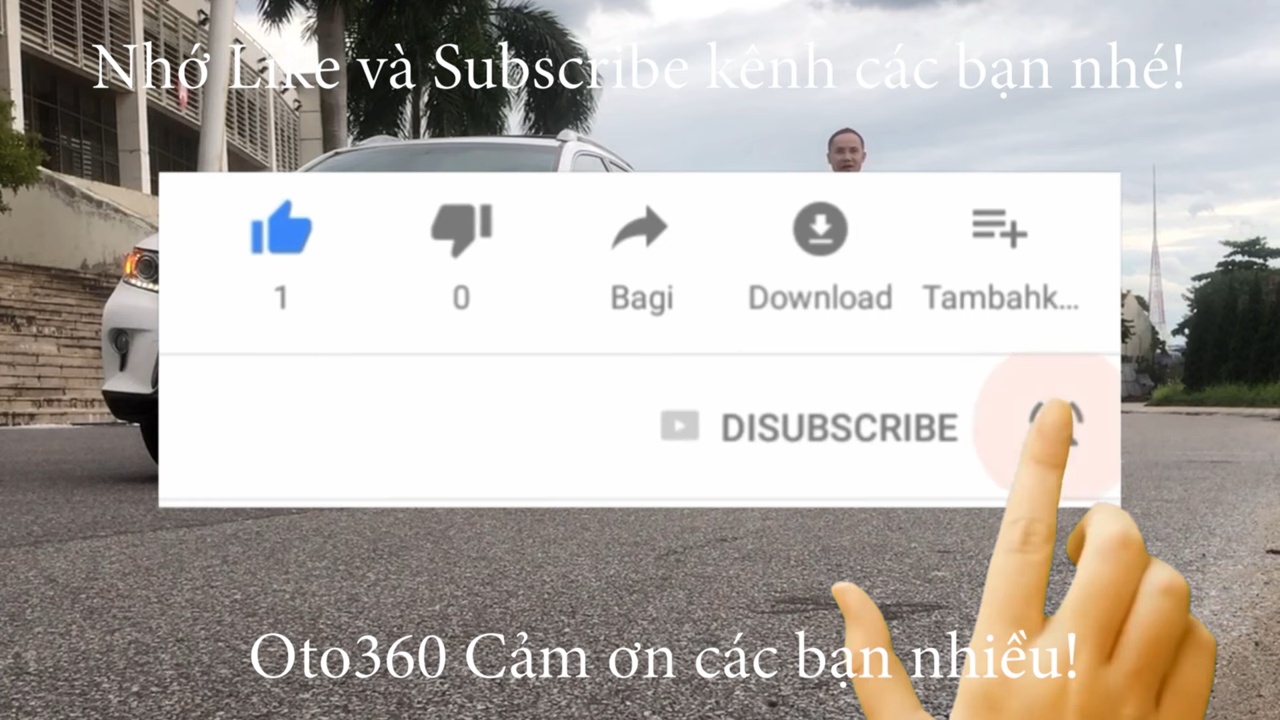 Nhớ Like và Subscribe kênh các bạn nhé!
1
0
Bagi
Download
Tambahk...
DISUBSCRIBE
Oto360 Cảm ơn các bạn nhiều!